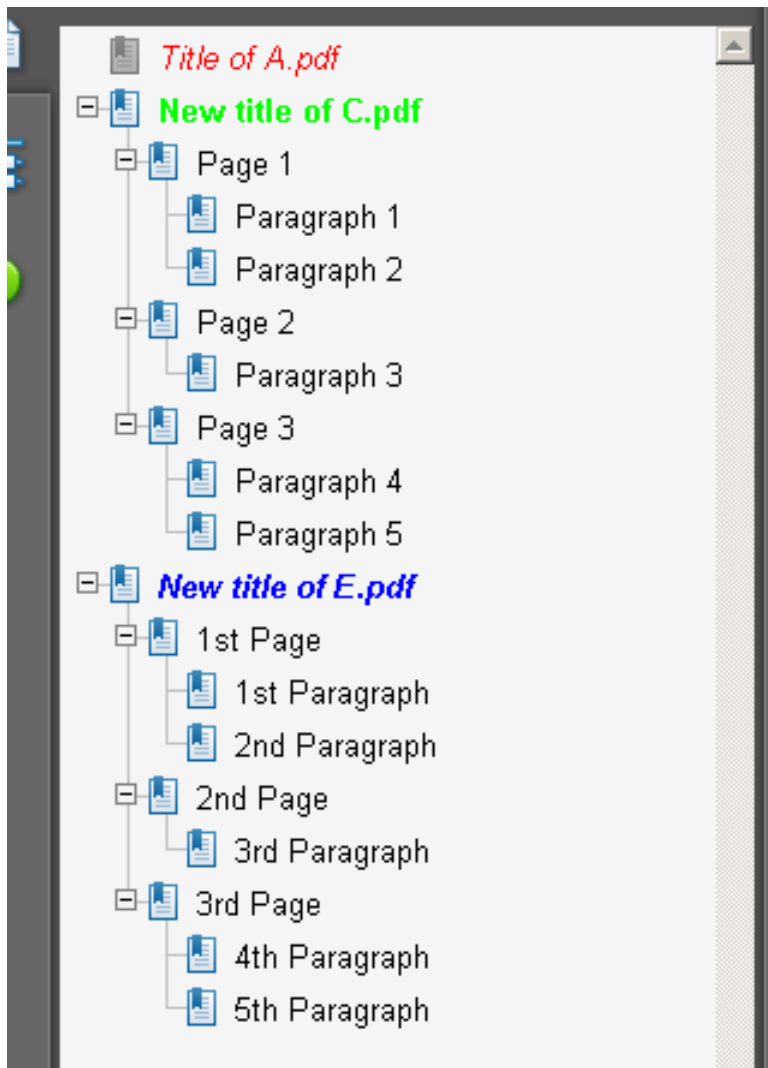 Title of A.pdf
New title of C.pdf
Page 1
Paragraph 1
Paragraph 2
Page 2
Paragraph 3
Page 3
Paragraph 4
Paragraph 5
New title of E.pdf
1st Page
1st Paragraph
2nd Paragraph
2nd Page
3rd Paragraph
3rd Page
4th Paragraph
5th Paragraph